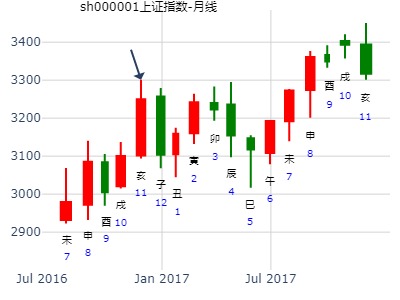 sh000001上证指数-月线
3400
3300
3200
3100
3000
2900
未
7
申
8
酉
9
戌
10
亥
11
子
12
丑
1
寅
2
卯
3
辰
4
巳
5
午
6
未
7
申
8
酉
9
戌
10
亥
11
Jul 2016
Jan 2017
Jul 2017